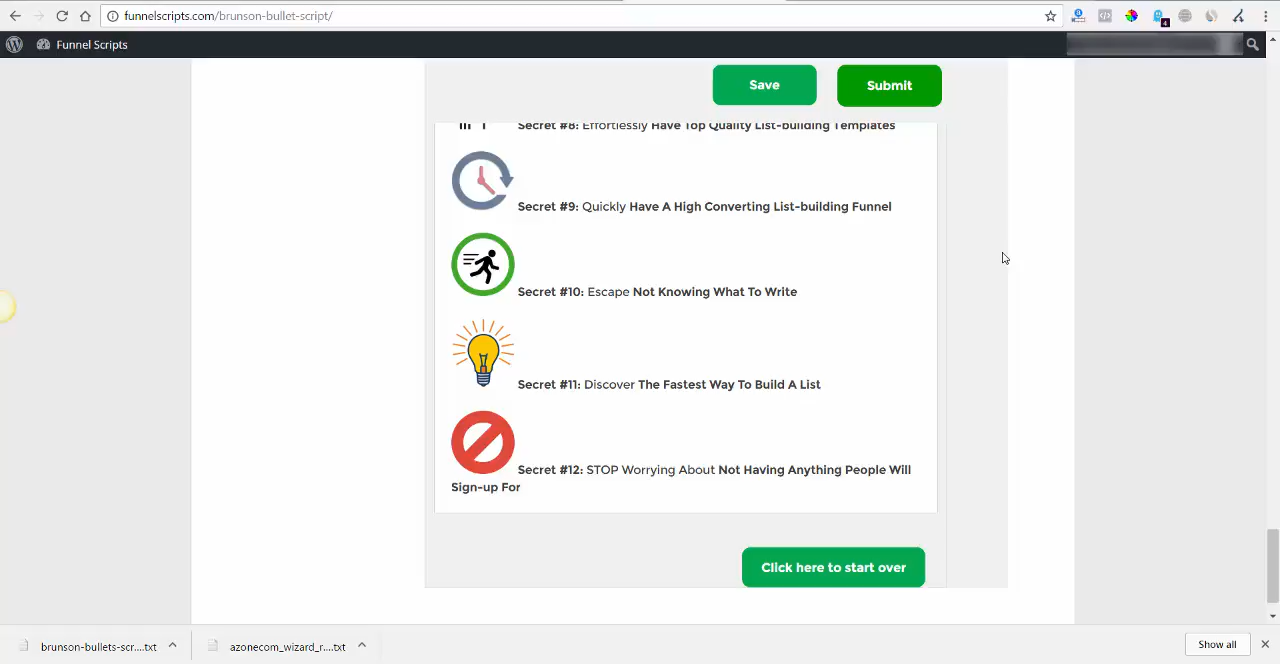 funnelscripts.com/brunson-bullet-script/
4
Funnel Scripts
Save
Submit
Secret #8: Effortlessly Have Top Quality List-building Templates
Secret #9: Quickly Have A High Converting List-building Funnel
Secret #10: Escape Not Knowing What To Write
Secret #11: Discover The Fastest Way To Build A List
Secret #12: STOP Worrying About Not Having Anything People Will
Sign-up For
Click here to start over
brunson-bullets-scr....txt
azonecom_wizard_r....txt
Show all